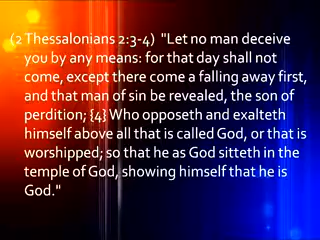 (2 Thessalonians 2:3-4) "Let no man deceive
you by any means: for that day shall not
come, except there come a falling away first,
and that man of sin be revealed, the son of
perdition; {4} Who opposeth and exalteth
himself above all that is called God, or that is
worshipped; so that he as God sitteth in the
temple of God, showing himself that he is
God."